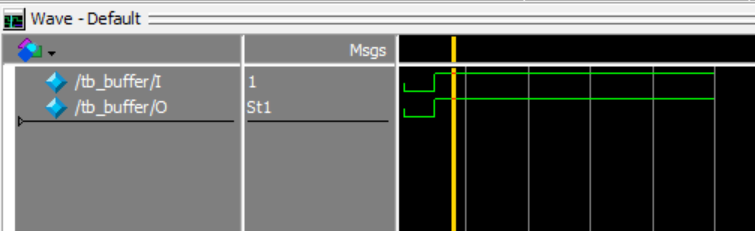 Wave - Default
Msgs
/tb_buffer/I 1
/tb_buffer/O St1